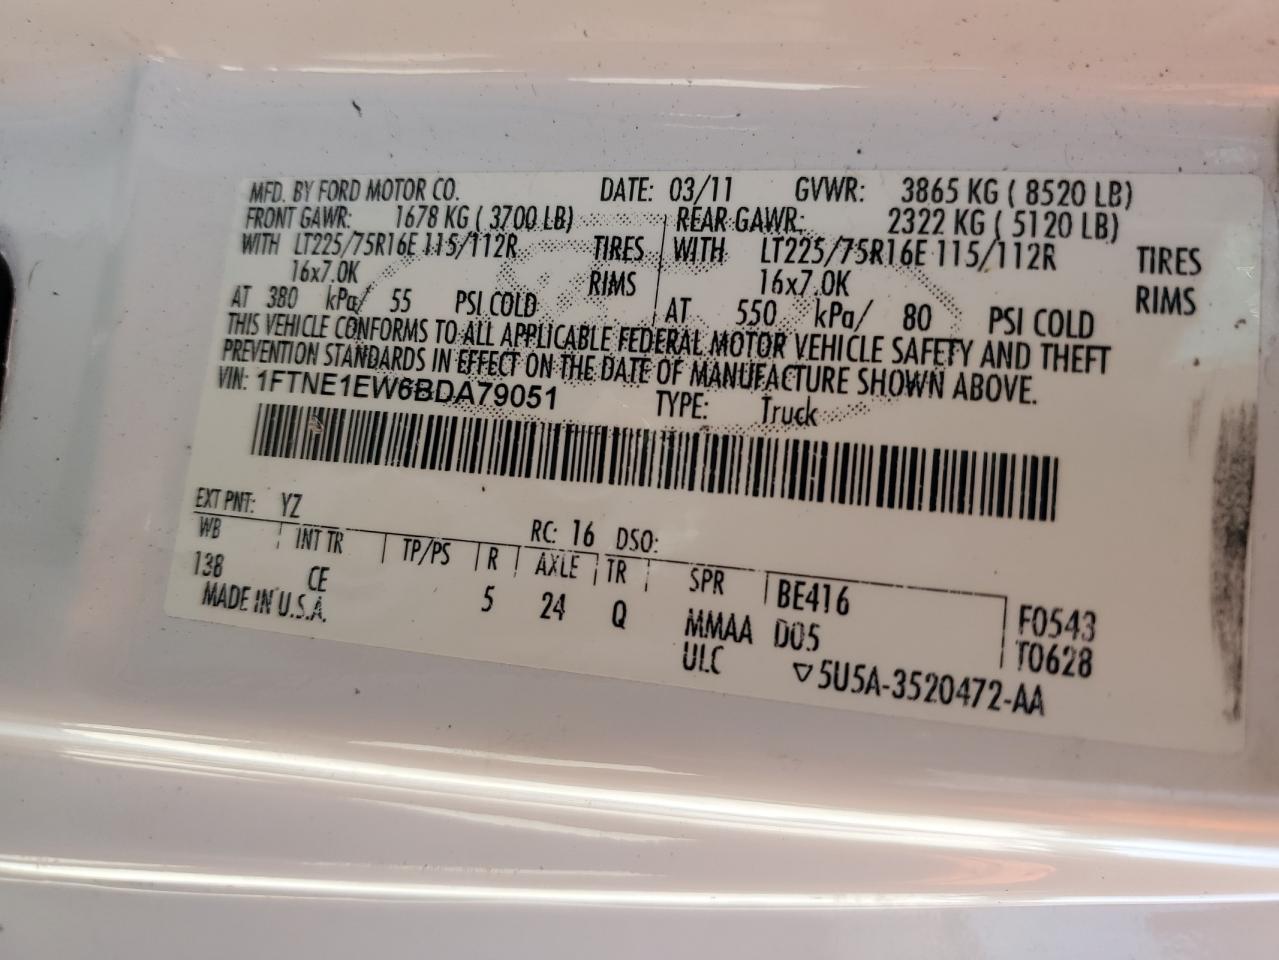 MFD. BY FORD MOTOR CO. DATE: 03/11 GVWR: 3865 KG ( 8520 LB)
FRONT GAWR: 1678 KG ( 3700 LB) REAR GAWR: 2322 KG ( 5120 LB)
WITH LT225/75R16E 115/112R TIRES WITH LT225/75R16E 115/112R TIRES
16x7.0K RIMS 16x7.0K RIMS
AT 380 kPa/ 55 PSI COLD AT 550 kPa/ 80 PSI COLD
THIS VEHICLE CONFORMS TO ALL APPLICABLE FEDERAL MOTOR VEHICLE SAFETY AND THEFT
PREVENTION STANDARDS IN EFFECT ON THE DATE OF MANUFACTURE SHOWN ABOVE.
VIN: 1FTNE1EW6BDA79051 TYPE: Truck
EXT PNT: YZ RC: 16 DSO:
WB INT TR TP/PS R AXLE TR SPR BE416 F0543
138 CE 5 24 Q MMAA D05 T0628
MADE IN U.S.A. ULC ▽5U5A-3520472-AA